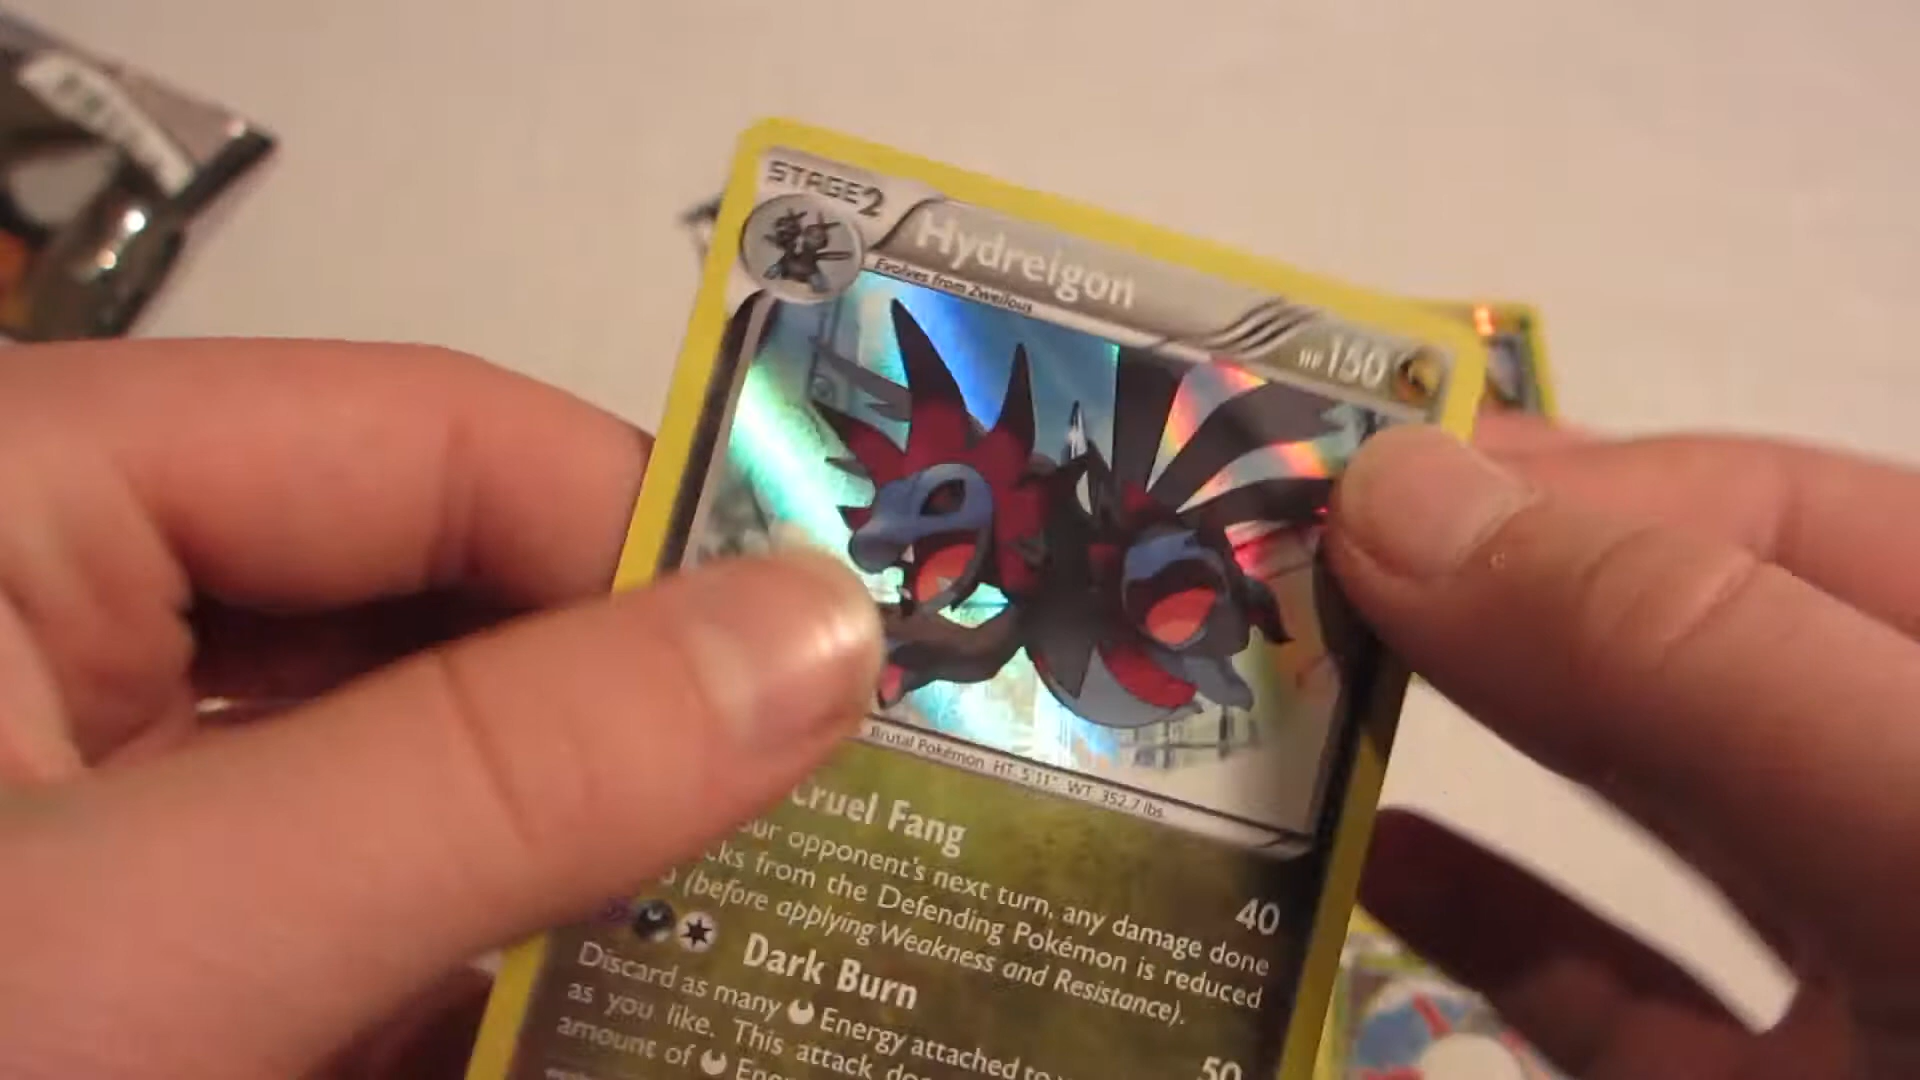 STAGE2
Hydreigon
HP 150
Evolves from Zweilous
Brutal Pokémon HT. 5'11" WT. 352.7 lbs.
Cruel Fang
40
opponent's next turn, any damage done
from the Defending Pokémon is reduced
(before applying Weakness and Resistance).
Dark Burn
50
Discard as many Energy attached to
as you like. This attack
amount of